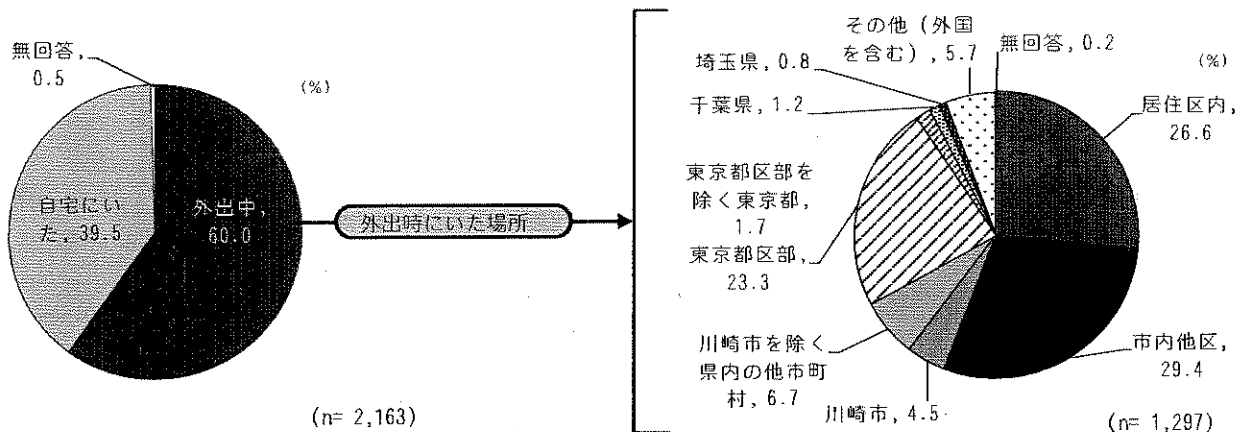 無回答,
0.5
(%)
自宅にい
た, 39.5
外出中,
60.0
(n= 2,163)
外出時にいた場所
その他（外国
を含む）, 5.7
無回答, 0.2
(%)
埼玉県, 0.8
千葉県, 1.2
居住区内,
26.6
東京都区部を
除く東京都,
1.7
東京都区部,
23.3
川崎市を除く
県内の他市町
村, 6.7
川崎市, 4.5
市内他区,
29.4
(n= 1,297)